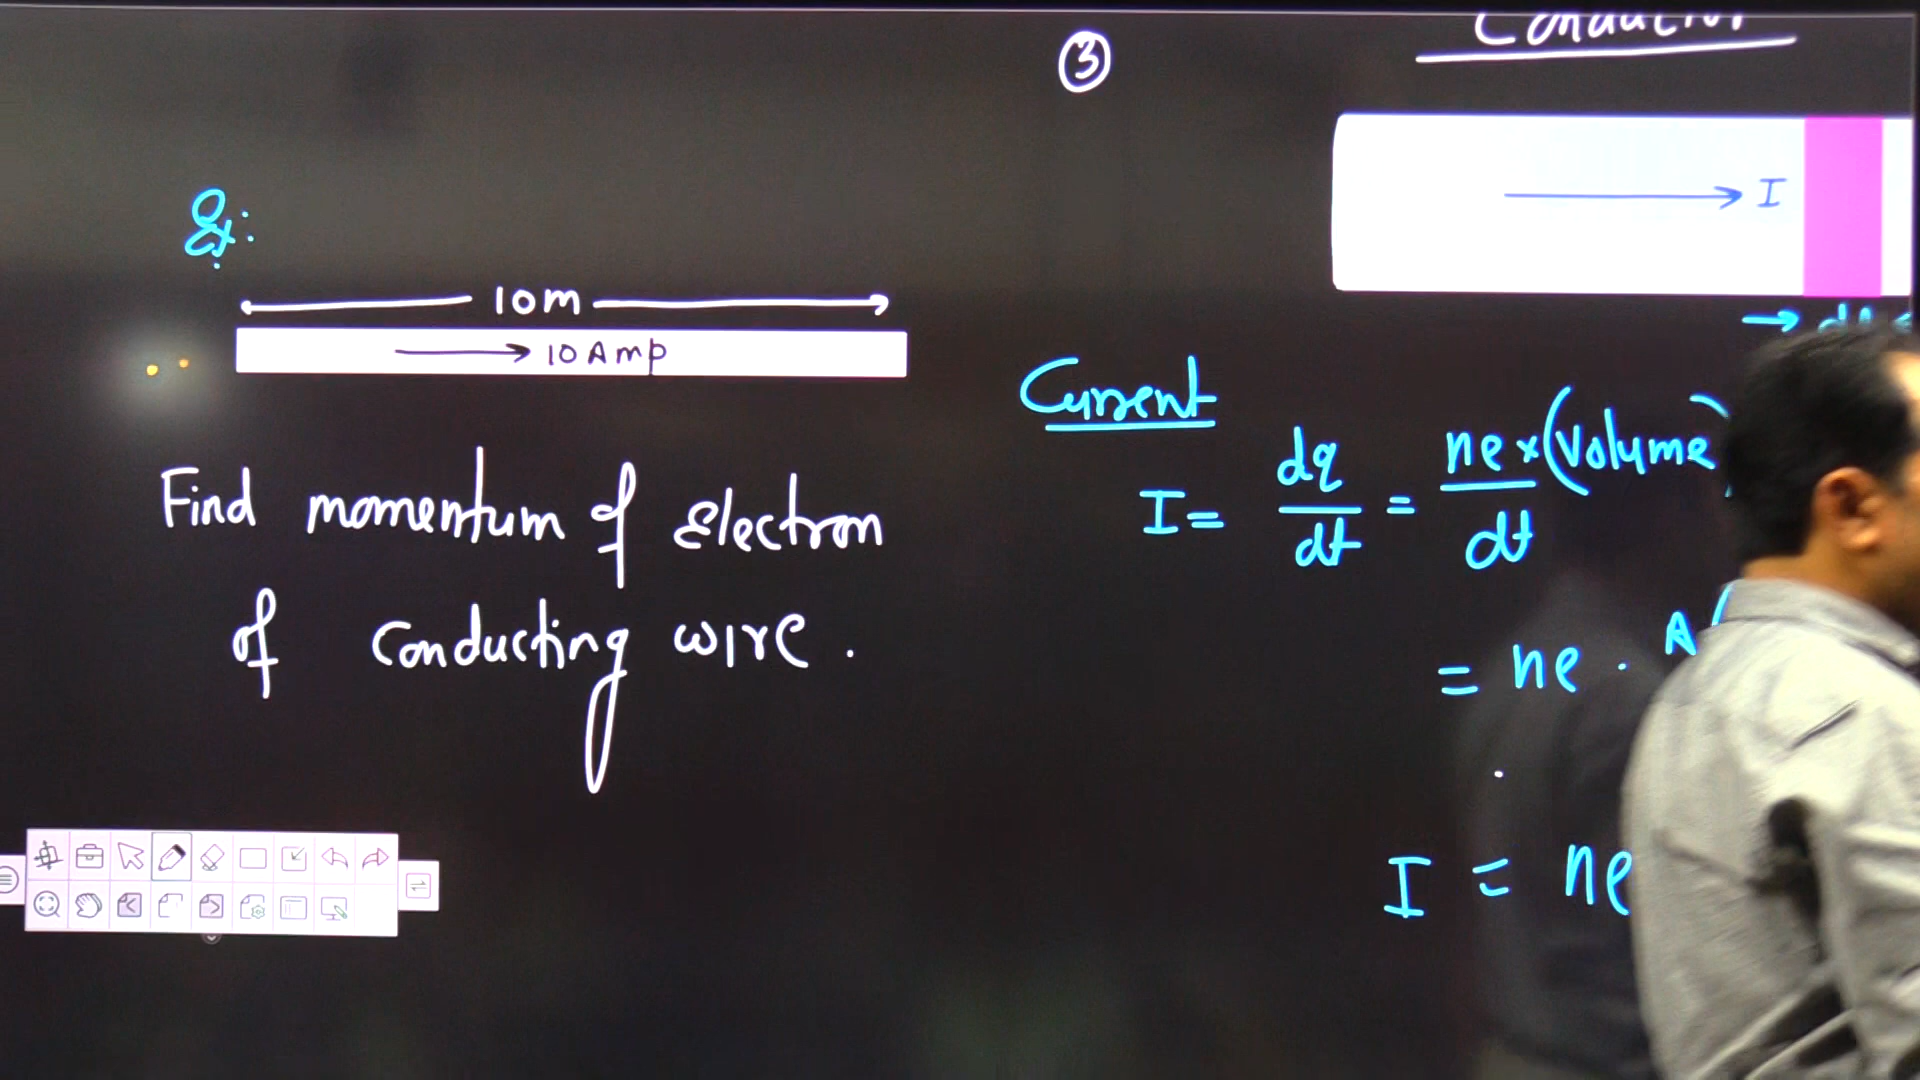 ③
Conductor
I
Ex:
10m
10 Amp
Find momentum of Electron
of conducting wire.
Current
I = dq/dt = ne × (Volume)/dt
= ne . A
I = ne